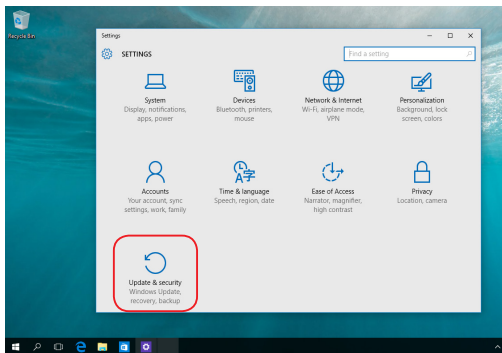 Recycle Bin
Settings
SETTINGS
Find a setting
System
Display, notifications,
apps, power
Devices
Bluetooth, printers,
mouse
Network & Internet
Wi-Fi, airplane mode,
VPN
Personalization
Background, lock
screen, colors
Accounts
Your account, sync
settings, work, family
Time & language
Speech, region, date
Ease of Access
Narrator, magnifier,
high contrast
Privacy
Location, camera
Update & security
Windows Update,
recovery, backup